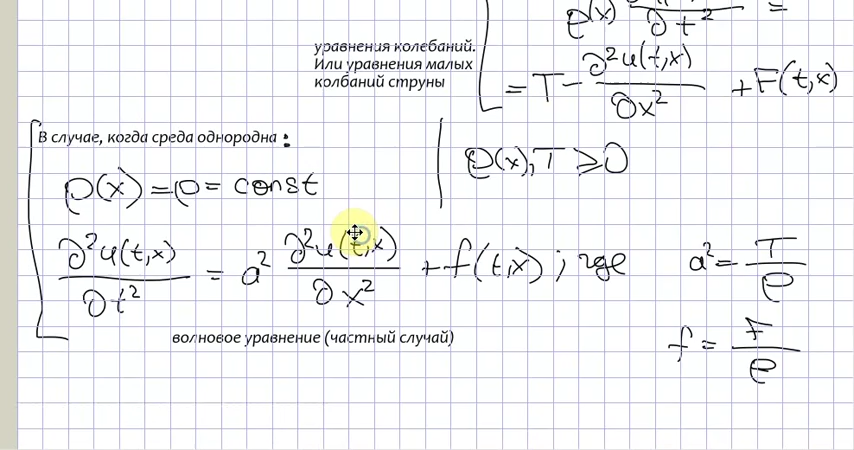 ρ(x) ∂t² =
уравнения колебаний.
Или уравнения малых
колбаний струны
= T ∂²u(t,x)/∂x² + F(t,x)
В случае, когда среда однородна :
ρ(x), T ⩾ 0
ρ(x) = ρ = const
∂²u(t,x)/∂t² = a² ∂²u(t,x)/∂x² + f(t,x) ; где a² = T/ρ
волновое уравнение (частный случай)
f = F/ρ